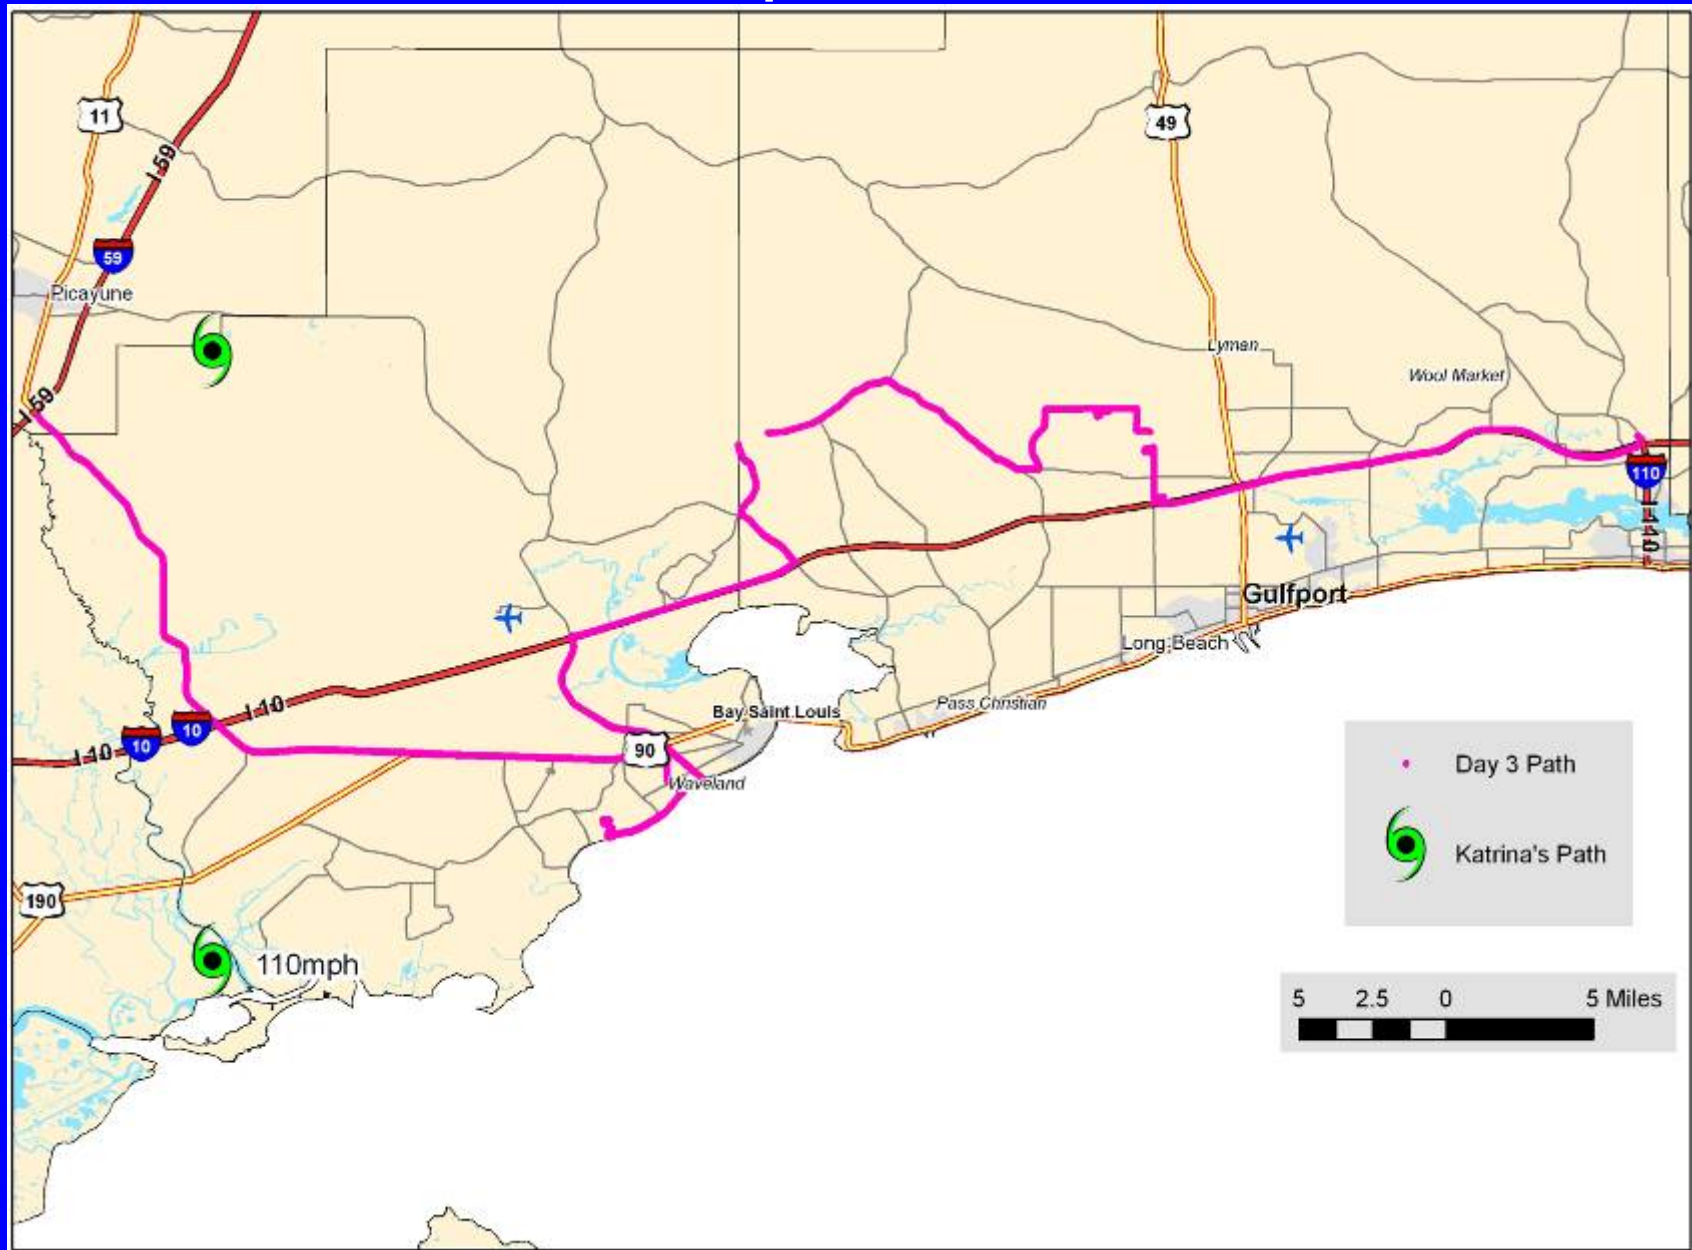 11
49
I 59
59
Picayune
Lyman
Wool Market
I 59
110
I 110
Gulfport
Long Beach
Pass Christian
Bay Saint Louis
I 10
10
10
I 10
90
Waveland
Day 3 Path
Katrina's Path
190
110mph
5 2.5 0 5 Miles